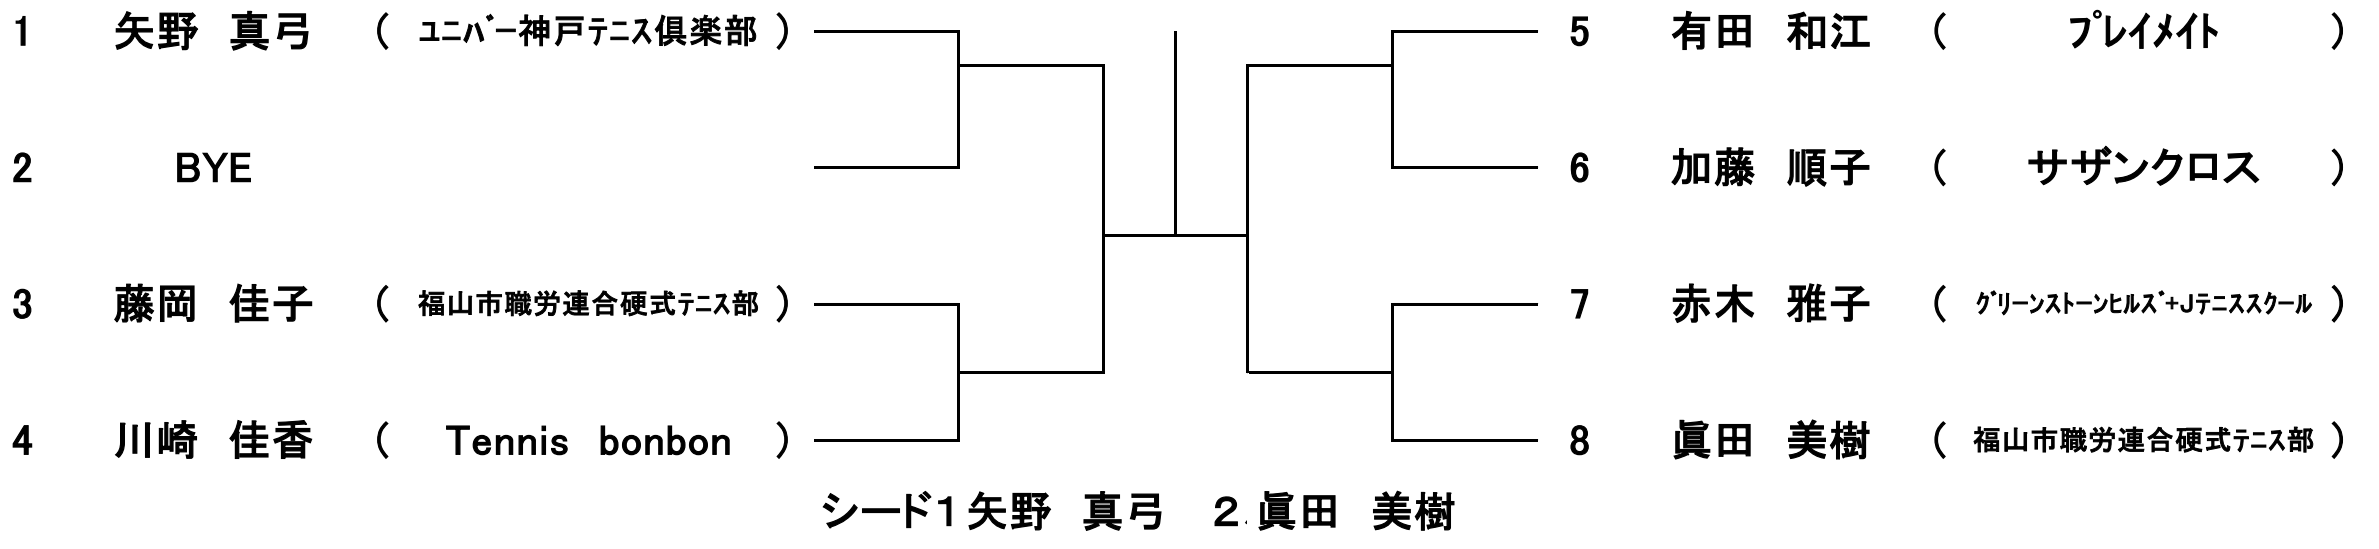 1 矢野 真弓 ( ﾕﾆﾊﾞｰ神戸ﾃﾆｽ倶楽部 )
2 BYE
3 藤岡 佳子 ( 福山市職労連合硬式ﾃﾆｽ部 )
4 川崎 佳香 ( Tennis bonbon )
5 有田 和江 ( プレイメイト )
6 加藤 順子 ( サザンクロス )
7 赤木 雅子 ( ｸﾞﾘｰﾝｽﾄｰﾝﾋﾙｽﾞ+Jﾃﾆｽｽｸｰﾙ )
8 眞田 美樹 ( 福山市職労連合硬式ﾃﾆｽ部 )
シード１矢野 真弓 ２.眞田 美樹